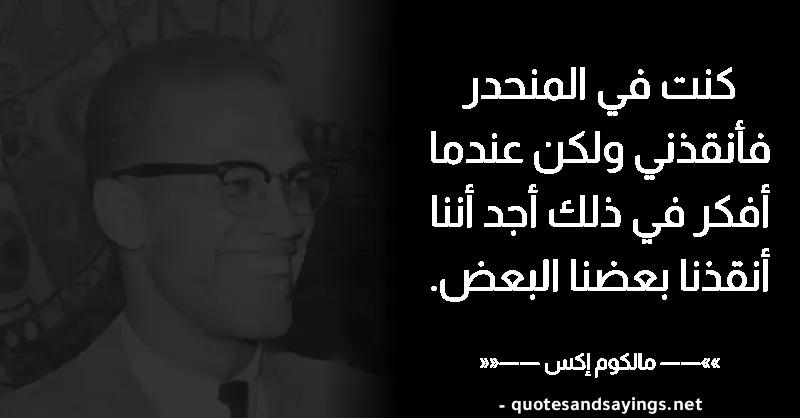 كنت في المنحدر
فأنقذني ولكن عندما
أفكر في ذلك أجد أننا
أنقذنا بعضنا البعض.
»»—— مالكوم إكس ——««
- quotesandsayings.net